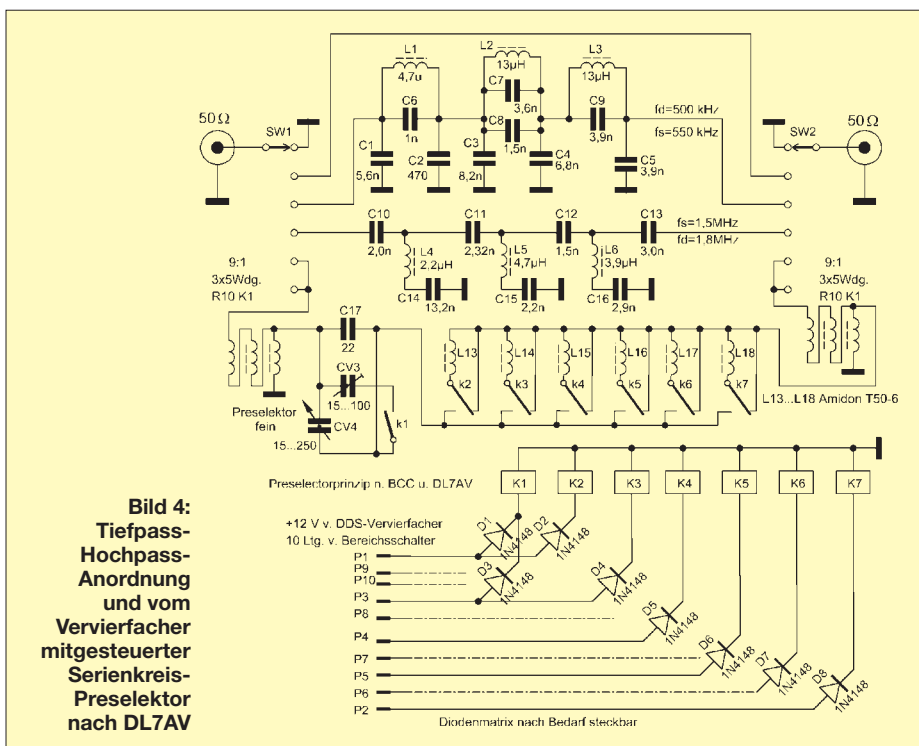 L1
4,7u
L2
13µH
L3
13µH
50Ω
SW1
C6
1n
C7
3,6n
C8
1,5n
C9
3,9n
fd=500 kHz
fs=550 kHz
SW2
50Ω
C1
5,6n
C2
470
C3
8,2n
C4
6,8n
C5
3,9n
C10
2,0n
C11
2,32n
C12
1,5n
C13
3,0n
fs=1,5MHz
fd=1,8MHz
L4
2,2µH
L5
4,7µH
L6
3,9µH
C14
13,2n
C15
2,2n
C16
2,9n
9:1
3x5Wdg.
R10 K1
9:1
3x5Wdg.
R10 K1
C17
22
CV3
15...100
k1
Preselektor
fein
CV4
15...250
L13
L14
L15
L16
L17
L18
k2
k3
k4
k5
k6
k7
L13...L18 Amidon T50-6
Preselectorprinzip n. BCC u. DL7AV
K1
K2
K3
K4
K5
K6
K7
+12 V v. DDS-Vervierfacher
10 Ltg. v. Bereichsschalter
D1
1N4148
D2
1N4148
D3
1N4148
D4
1N4148
D5
1N4148
D6
1N4148
D7
1N4148
D8
1N4148
P1
P9
P10
P3
P8
P4
P7
P5
P6
P2
Diodenmatrix nach Bedarf steckbar
Bild 4:
Tiefpass-
Hochpass-
Anordnung
und vom
Vervierfacher
mitgesteuerter
Serienkreis-
Preselektor
nach DL7AV